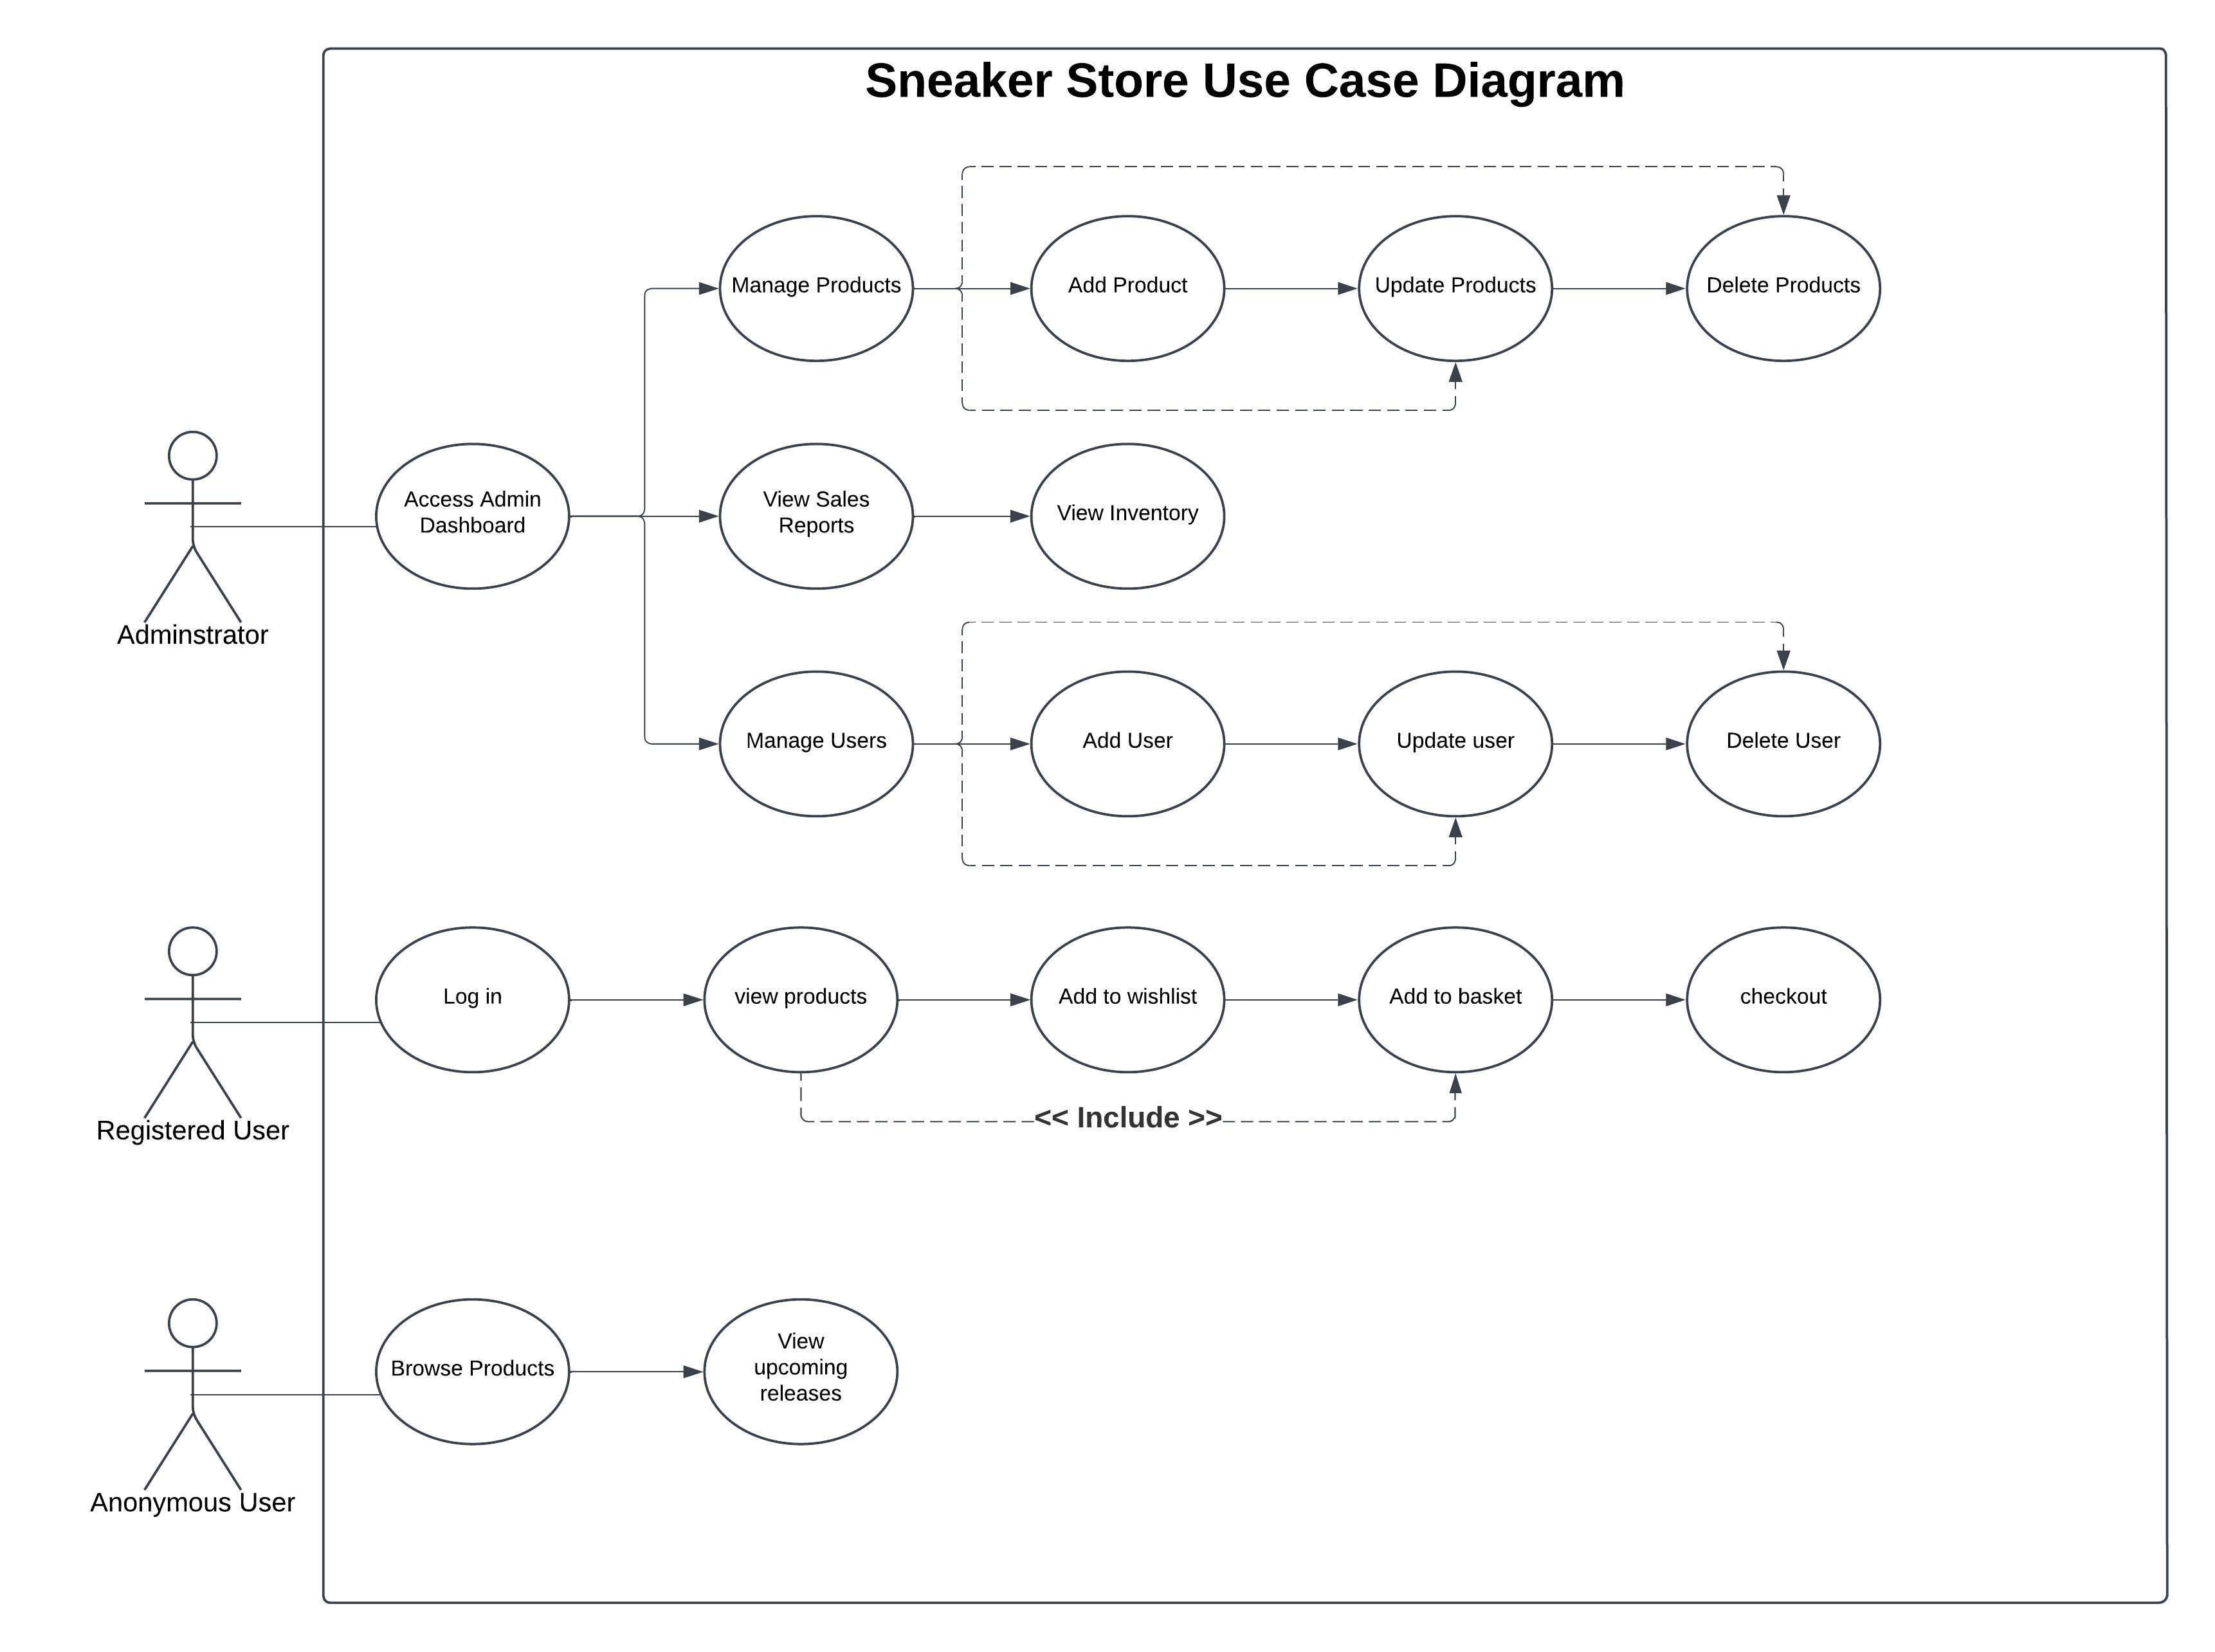 Sneaker Store Use Case Diagram
Manage Products
Add Product
Update Products
Delete Products
Access Admin
Dashboard
View Sales
Reports
View Inventory
Adminstrator
Manage Users
Add User
Update user
Delete User
Log in
view products
Add to wishlist
Add to basket
checkout
<< Include >>
Registered User
Browse Products
View
upcoming
releases
Anonymous User